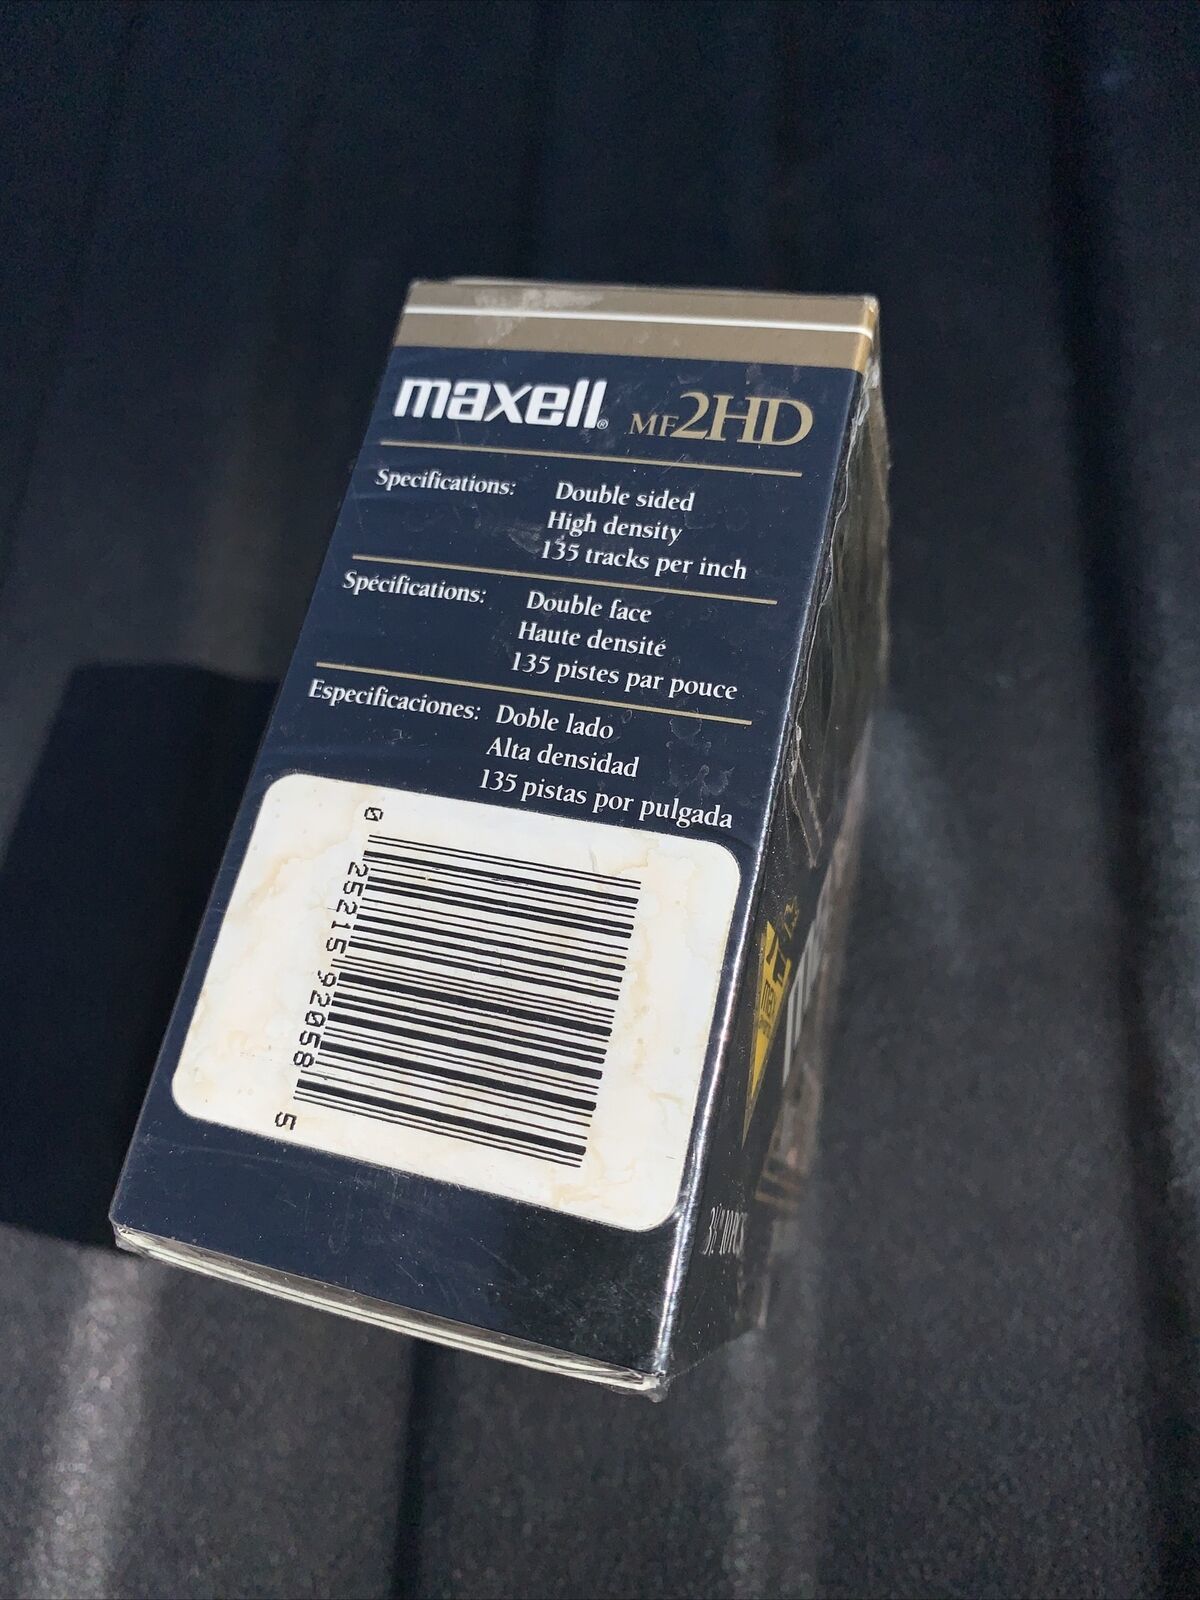 maxell® MF2HD
Specifications: Double sided
High density
135 tracks per inch
Spécifications: Double face
Haute densité
135 pistes par pouce
Especificaciones: Doble lado
Alta densidad
135 pistas por pulgada
0 25215 92058 5